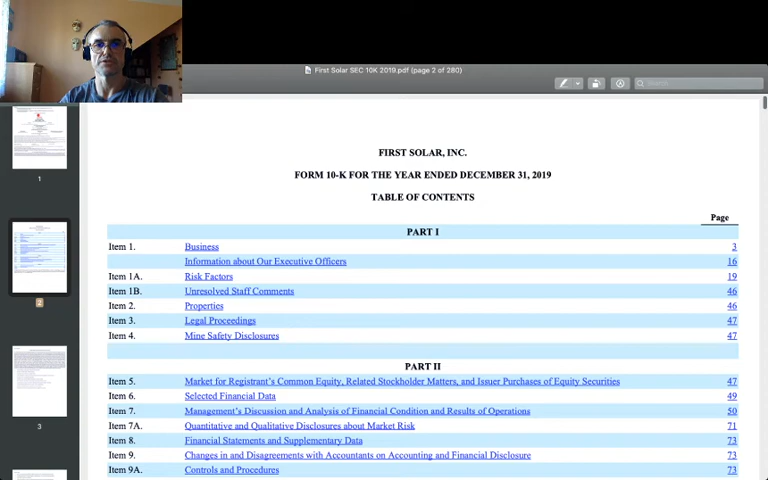 First Solar SEC 10K 2019.pdf (page 2 of 280)
Search
1
2
3
FIRST SOLAR, INC.
FORM 10-K FOR THE YEAR ENDED DECEMBER 31, 2019
TABLE OF CONTENTS
Page
PART I
Item 1. Business 3
Information about Our Executive Officers 16
Item 1A. Risk Factors 19
Item 1B. Unresolved Staff Comments 46
Item 2. Properties 46
Item 3. Legal Proceedings 47
Item 4. Mine Safety Disclosures 47
PART II
Item 5. Market for Registrant's Common Equity, Related Stockholder Matters, and Issuer Purchases of Equity Securities 47
Item 6. Selected Financial Data 49
Item 7. Management's Discussion and Analysis of Financial Condition and Results of Operations 50
Item 7A. Quantitative and Qualitative Disclosures about Market Risk 71
Item 8. Financial Statements and Supplementary Data 73
Item 9. Changes in and Disagreements with Accountants on Accounting and Financial Disclosure 73
Item 9A. Controls and Procedures 73